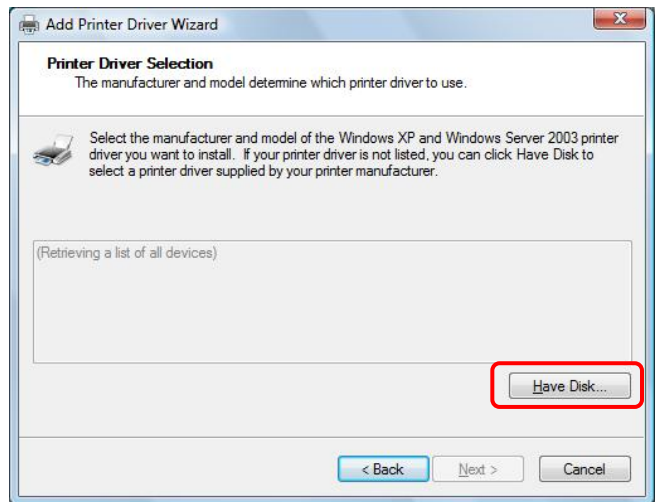 Add Printer Driver Wizard
Printer Driver Selection
The manufacturer and model determine which printer driver to use.
Select the manufacturer and model of the Windows XP and Windows Server 2003 printer
driver you want to install. If your printer driver is not listed, you can click Have Disk to
select a printer driver supplied by your printer manufacturer.
(Retrieving a list of all devices)
Have Disk...
< Back Next > Cancel